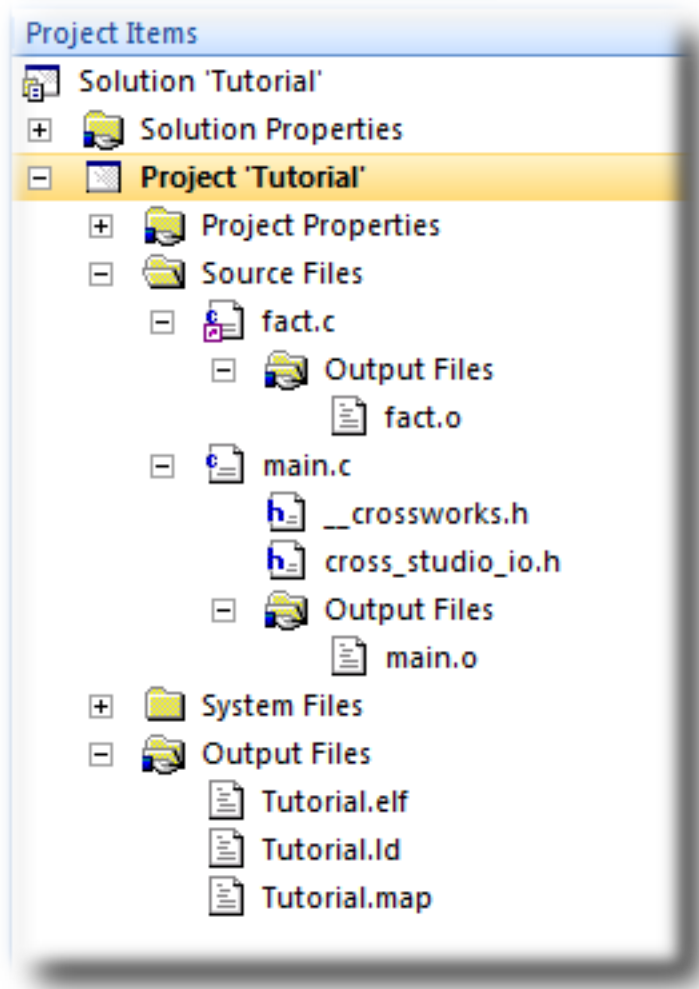 Project Items
Solution 'Tutorial'
Solution Properties
Project 'Tutorial'
Project Properties
Source Files
fact.c
Output Files
fact.o
main.c
__crossworks.h
cross_studio_io.h
Output Files
main.o
System Files
Output Files
Tutorial.elf
Tutorial.ld
Tutorial.map